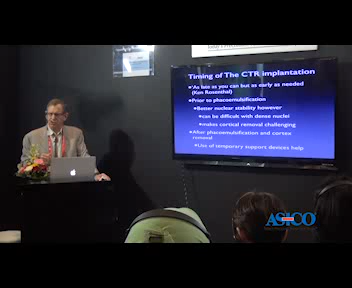 Timing of The CTR implantation
"As late as you can but as early as needed
(Ken Rosenthal)
Prior to phacoemulsification
Better nuclear stability however
can be difficult with dense nuclei
makes cortical removal challenging
After phacoemulsification and cortex
removal
Use of temporary support devices help
ASICO